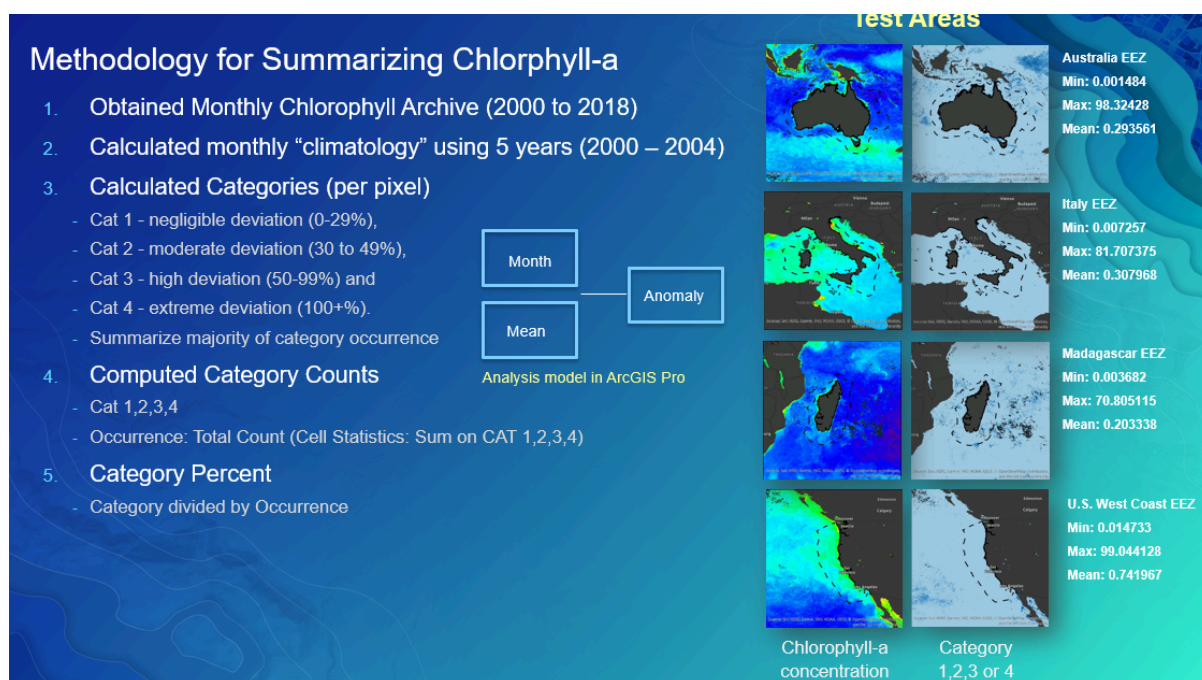 Test Areas
Methodology for Summarizing Chlorphyll-a
1. Obtained Monthly Chlorophyll Archive (2000 to 2018)
2. Calculated monthly “climatology” using 5 years (2000 – 2004)
3. Calculated Categories (per pixel)
- Cat 1 - negligible deviation (0-29%),
- Cat 2 - moderate deviation (30 to 49%),
- Cat 3 - high deviation (50-99%) and
- Cat 4 - extreme deviation (100+%).
- Summarize majority of category occurrence
4. Computed Category Counts
- Cat 1,2,3,4
- Occurrence: Total Count (Cell Statistics: Sum on CAT 1,2,3,4)
5. Category Percent
- Category divided by Occurrence
Month
Mean
Anomaly
Analysis model in ArcGIS Pro
Australia EEZ
Min: 0.001484
Max: 98.32428
Mean: 0.293561
Italy EEZ
Min: 0.007257
Max: 81.707375
Mean: 0.307968
Madagascar EEZ
Min: 0.003682
Max: 70.805115
Mean: 0.203338
U.S. West Coast EEZ
Min: 0.014733
Max: 99.044128
Mean: 0.741967
Chlorophyll-a
concentration
Category
1,2,3 or 4